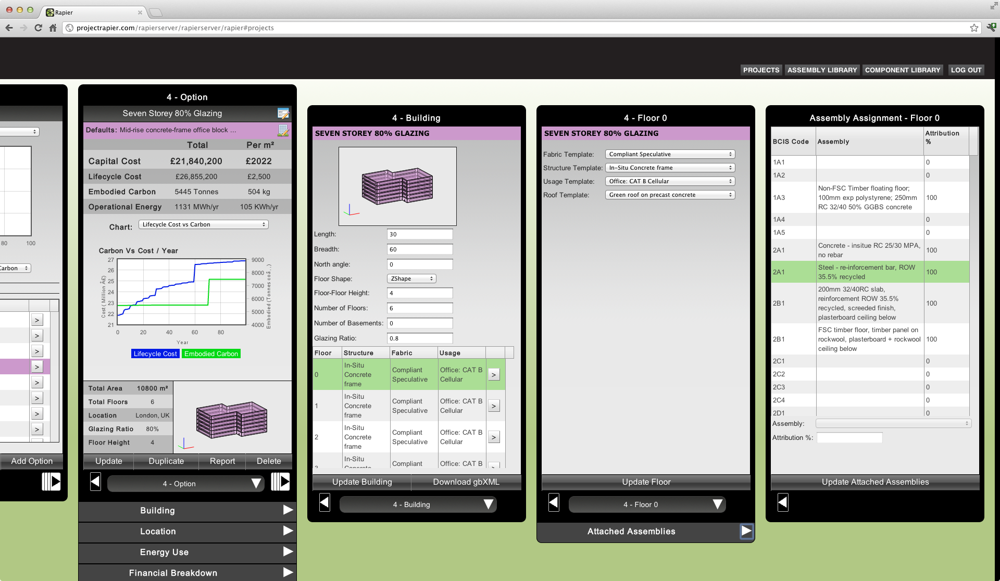 Rapier
projectrapier.com/rapierserver/rapierserver/rapier#projects
PROJECTS
ASSEMBLY LIBRARY
COMPONENT LIBRARY
LOG OUT
80
100
Carbon
>
>
>
>
>
>
>
>
Add Option
4 - Option
Seven Storey 80% Glazing
Defaults: Mid-rise concrete-frame office block ...
Total Per m²
Capital Cost £21,840,200 £2022
Lifecycle Cost £26,855,200 £2,500
Embodied Carbon 5445 Tonnes 504 kg
Operational Energy 1131 MWh/yr 105 KWh/yr
Chart: Lifecycle Cost vs Carbon
Carbon Vs Cost / Year
27
26
25
24
23
22
21
Cost ( Million Â£)
9000
8000
7000
6000
5000
4000
0 20 40 60 80
Year
Lifecycle Cost Embodied Carbon
Total Area 10800 m²
Total Floors 6
Location London, UK
Glazing Ratio 80%
Floor Height 4
Update Duplicate Report Delete
4 - Option
Building
Location
Energy Use
Financial Breakdown
4 - Building
SEVEN STOREY 80% GLAZING
Length: 30
Breadth: 60
North angle: 0
Floor Shape: ZShape
Floor-Floor Height: 4
Number of Floors: 6
Number of Basements: 0
Glazing Ratio: 0.8
Floor Structure Fabric Usage
0 In-Situ Concrete frame Compliant Speculative Office: CAT B Cellular >
1 In-Situ Concrete frame Compliant Speculative Office: CAT B Cellular >
2 In-Situ Concrete frame Compliant Speculative Office: CAT B Cellular >
3 In-Situ Concrete Compliant Office: CAT B
Update Building Download gbXML
4 - Building
4 - Floor 0
SEVEN STOREY 80% GLAZING
Fabric Template: Compliant Speculative
Structure Template: In-Situ Concrete frame
Usage Template: Office: CAT B Cellular
Roof Template: Green roof on precast concrete
Update Floor
4 - Floor 0
Attached Assemblies
Assembly Assignment - Floor 0
BCIS Code Assembly Attribution %
1A1 0
1A2 0
1A3 Non-FSC Timber floating floor; 100mm exp polystyrene; 250mm RC 32/40 50% GGBS concrete 100
1A4 0
1A5 0
2A1 Concrete - insitue RC 25/30 MPA, no rebar 100
2A1 Steel - re-inforcement bar, ROW 35.5% recycled 100
2B1 200mm 32/40RC slab, reinforcement ROW 35.5% recycled, screeded finish, plasterboard ceiling below 100
2B1 FSC timber floor, timber panel on rockwool, plasterboard + rockwool ceiling below 100
2C1 0
2C2 0
2C3 0
2C4 0
2D1 0
Assembly:
Attribution %:
Update Attached Assemblies